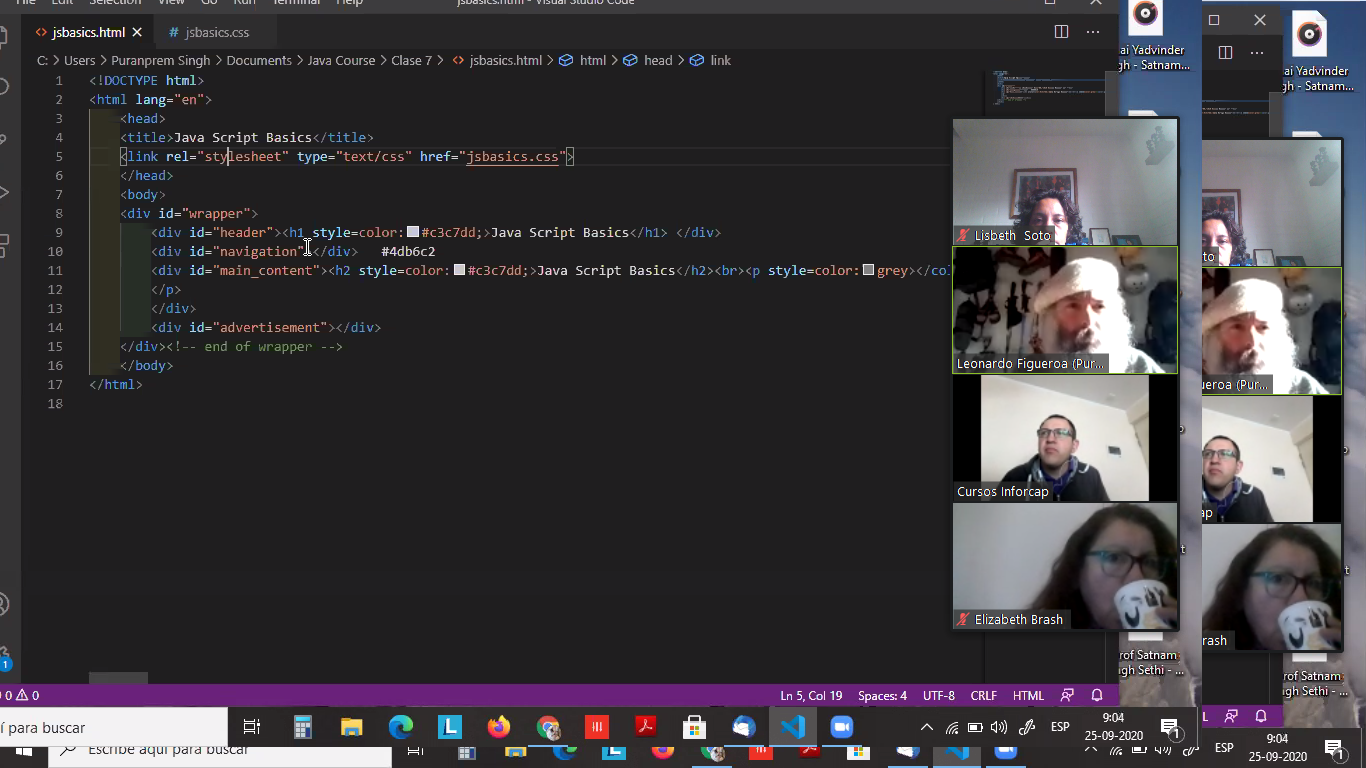 File Edit Selection View Go Run Terminal Help jsbasics.html - Visual Studio Code
jsbasics.html
jsbasics.css
C: > Users > Puranprem Singh > Documents > Java Course > Clase 7 > jsbasics.html > html > head > link
1 <!DOCTYPE html>
2 <html lang="en">
3 <head>
4 <title>Java Script Basics</title>
5 <link rel="stylesheet" type="text/css" href="jsbasics.css">
6 </head>
7 <body>
8 <div id="wrapper">
9 <div id="header"><h1 style=color:#c3c7dd;>Java Script Basics</h1> </div>
10 <div id="navigation"></div> #4db6c2
11 <div id="main_content"><h2 style=color:#c3c7dd;>Java Script Basics</h2><br><p style=color:grey></col
12 </p>
13 </div>
14 <div id="advertisement"></div>
15 </div><!-- end of wrapper -->
16 </body>
17 </html>
18
Lisbeth Soto
Leonardo Figueroa (Pur...
Cursos Inforcap
Elizabeth Brash
ai Yadvinder
gh - Satnam...
ai Yadvinder
gh - Satnam...
oto
ueroa (Pur...
ap
rash
rof Satnam
gh Sethi - ...
rof Satnam
ngh Sethi - ...
1
0 0
Ln 5, Col 19 Spaces: 4 UTF-8 CRLF HTML
L
í para buscar
ESP
9:04
25-09-2020
1
Escribe aquí para buscar
ESP
9:04
25-09-2020
1